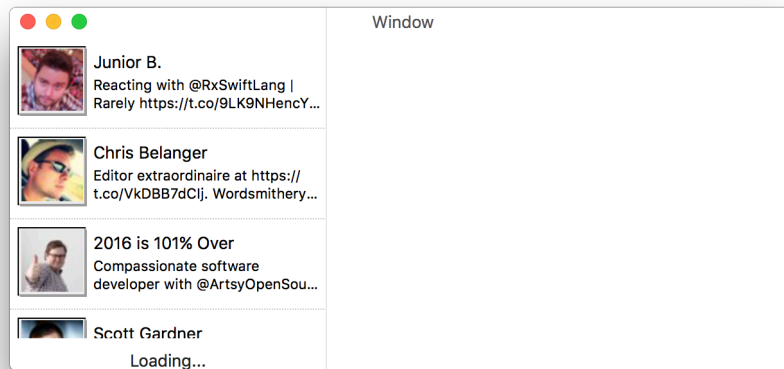 Window
Junior B.
Reacting with @RxSwiftLang |
Rarely https://t.co/9LK9NHencY...
Chris Belanger
Editor extraordinaire at https://
t.co/VkDBB7dClj. Wordsmithery...
2016 is 101% Over
Compassionate software
developer with @ArtsyOpenSou...
Scott Gardner
Loading...